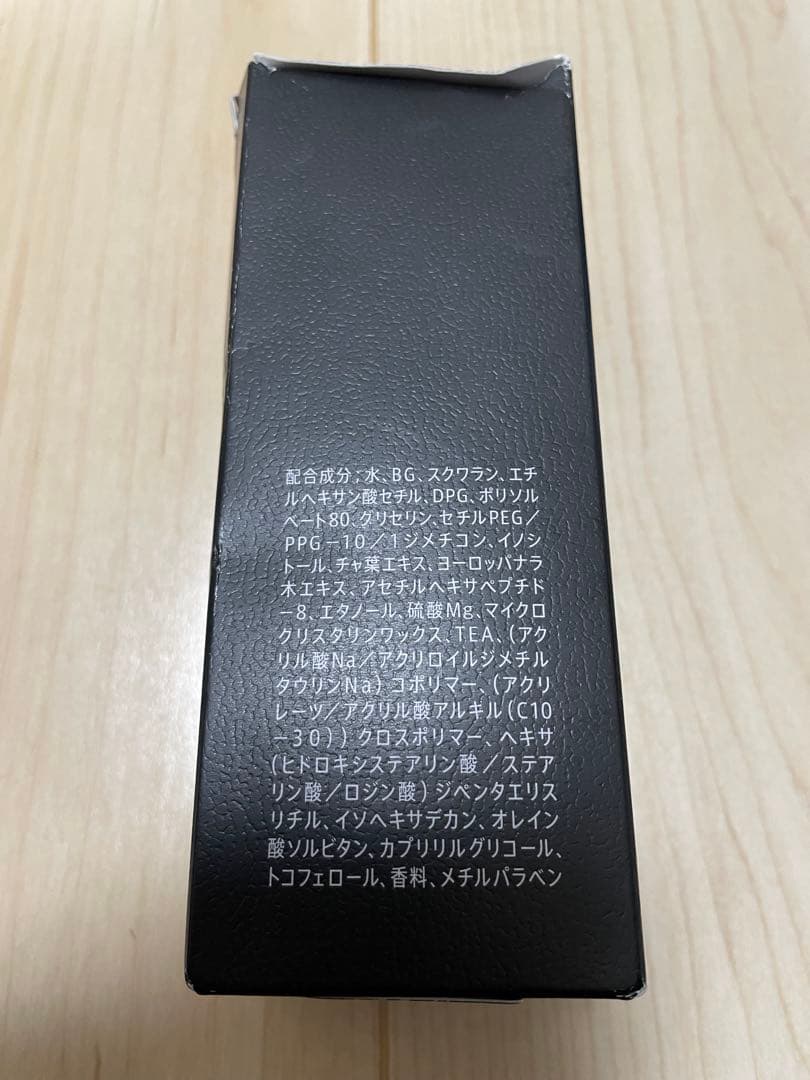 配合成分；水、BG、スクワラン、エチ
ルヘキサン酸セチル、DPG、ポリソル
ベート80、グリセリン、セチルPEG／
PPG−10／1ジメチコン、イノシ
トール、チャ葉エキス、ヨーロッパナラ
木エキス、アセチルヘキサペプチド
−8、エタノール、硫酸Mg、マイクロ
クリスタリンワックス、TEA、（アク
リル酸Na／アクリロイルジメチル
タウリンNa）コポリマー、（アクリ
レーツ／アクリル酸アルキル（C10
−30））クロスポリマー、ヘキサ
（ヒドロキシステアリン酸／ステア
リン酸／ロジン酸）ジペンタエリス
リチル、イソヘキサデカン、オレイン
酸ソルビタン、カプリリルグリコール、
トコフェロール、香料、メチルパラベン